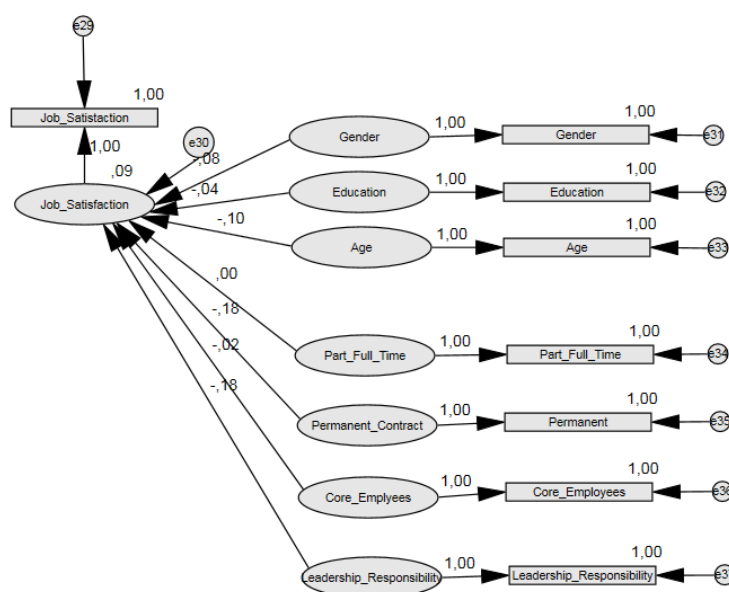 e29
1,00
Job_Satistaction
1,00
,09
e30
Job_Satisfaction
-,08
-,04
-,10
,00
-,18
-,02
-,18
Gender
1,00
1,00
Gender
e31
Education
1,00
1,00
Education
e32
Age
1,00
1,00
Age
e33
Part_Full_Time
1,00
1,00
Part_Full_Time
e34
Permanent_Contract
1,00
1,00
Permanent
e35
Core_Emplyees
1,00
1,00
Core_Employees
e36
Leadership_Responsibility
1,00
1,00
Leadership_Responsibility